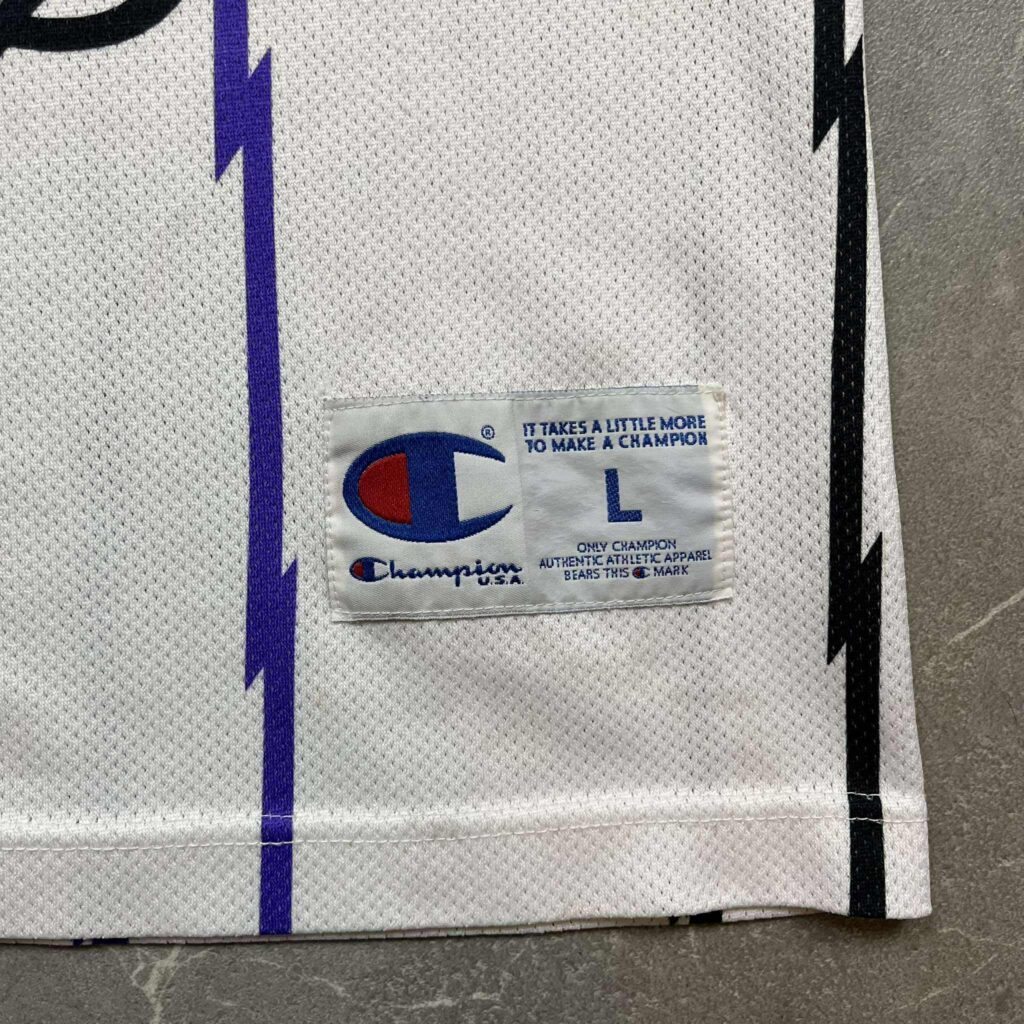 ®
Champion
U.S.A.
IT TAKES A LITTLE MORE
TO MAKE A CHAMPION
L
ONLY CHAMPION
AUTHENTIC ATHLETIC APPAREL
BEARS THIS C MARK